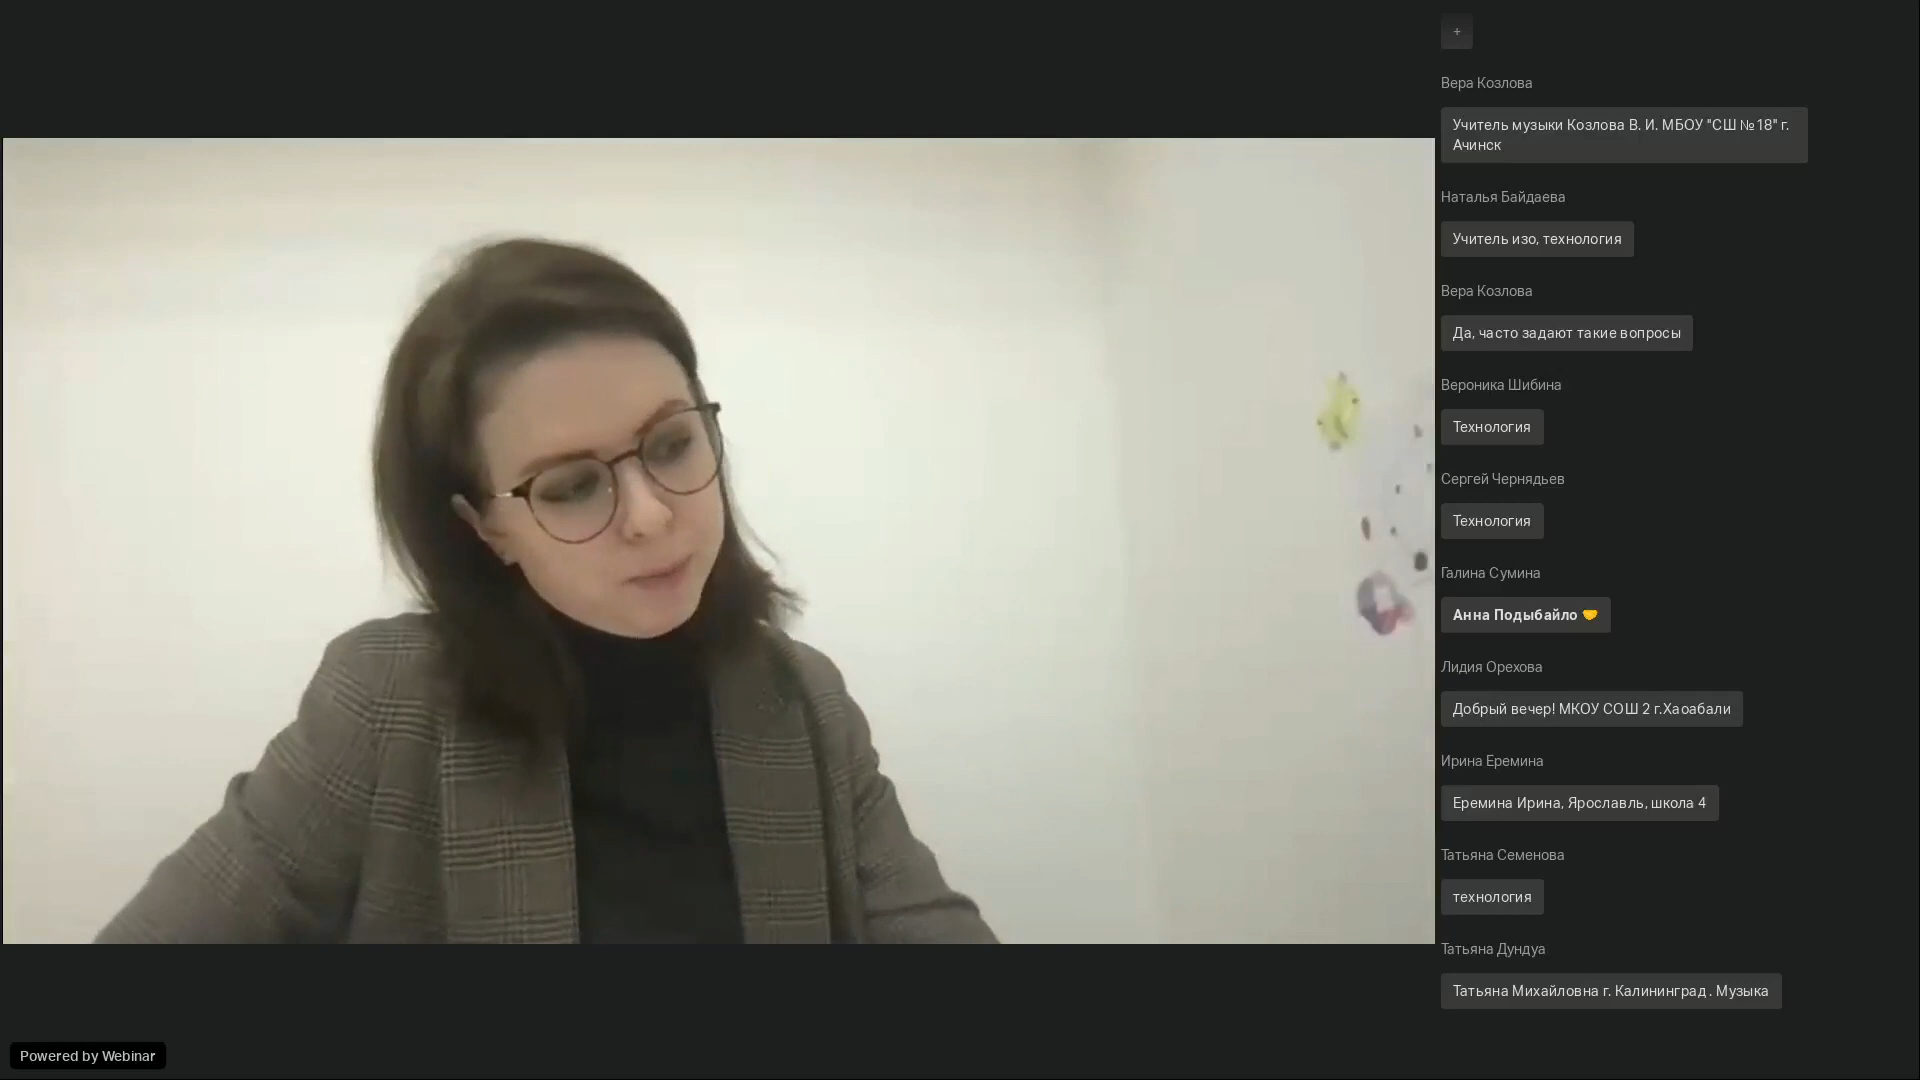 +
Вера Козлова
Учитель музыки Козлова В. И. МБОУ "СШ №18" г.
Ачинск
Наталья Байдаева
Учитель изо, технология
Вера Козлова
Да, часто задают такие вопросы
Вероника Шибина
Технология
Сергей Чернядьев
Технология
Галина Сумина
Анна Подыбайло 🤝
Лидия Орехова
Добрый вечер! МКОУ СОШ 2 г.Хаоабали
Ирина Еремина
Еремина Ирина, Ярославль, школа 4
Татьяна Семенова
технология
Татьяна Дундуа
Татьяна Михайловна г. Калининград . Музыка
Powered by Webinar